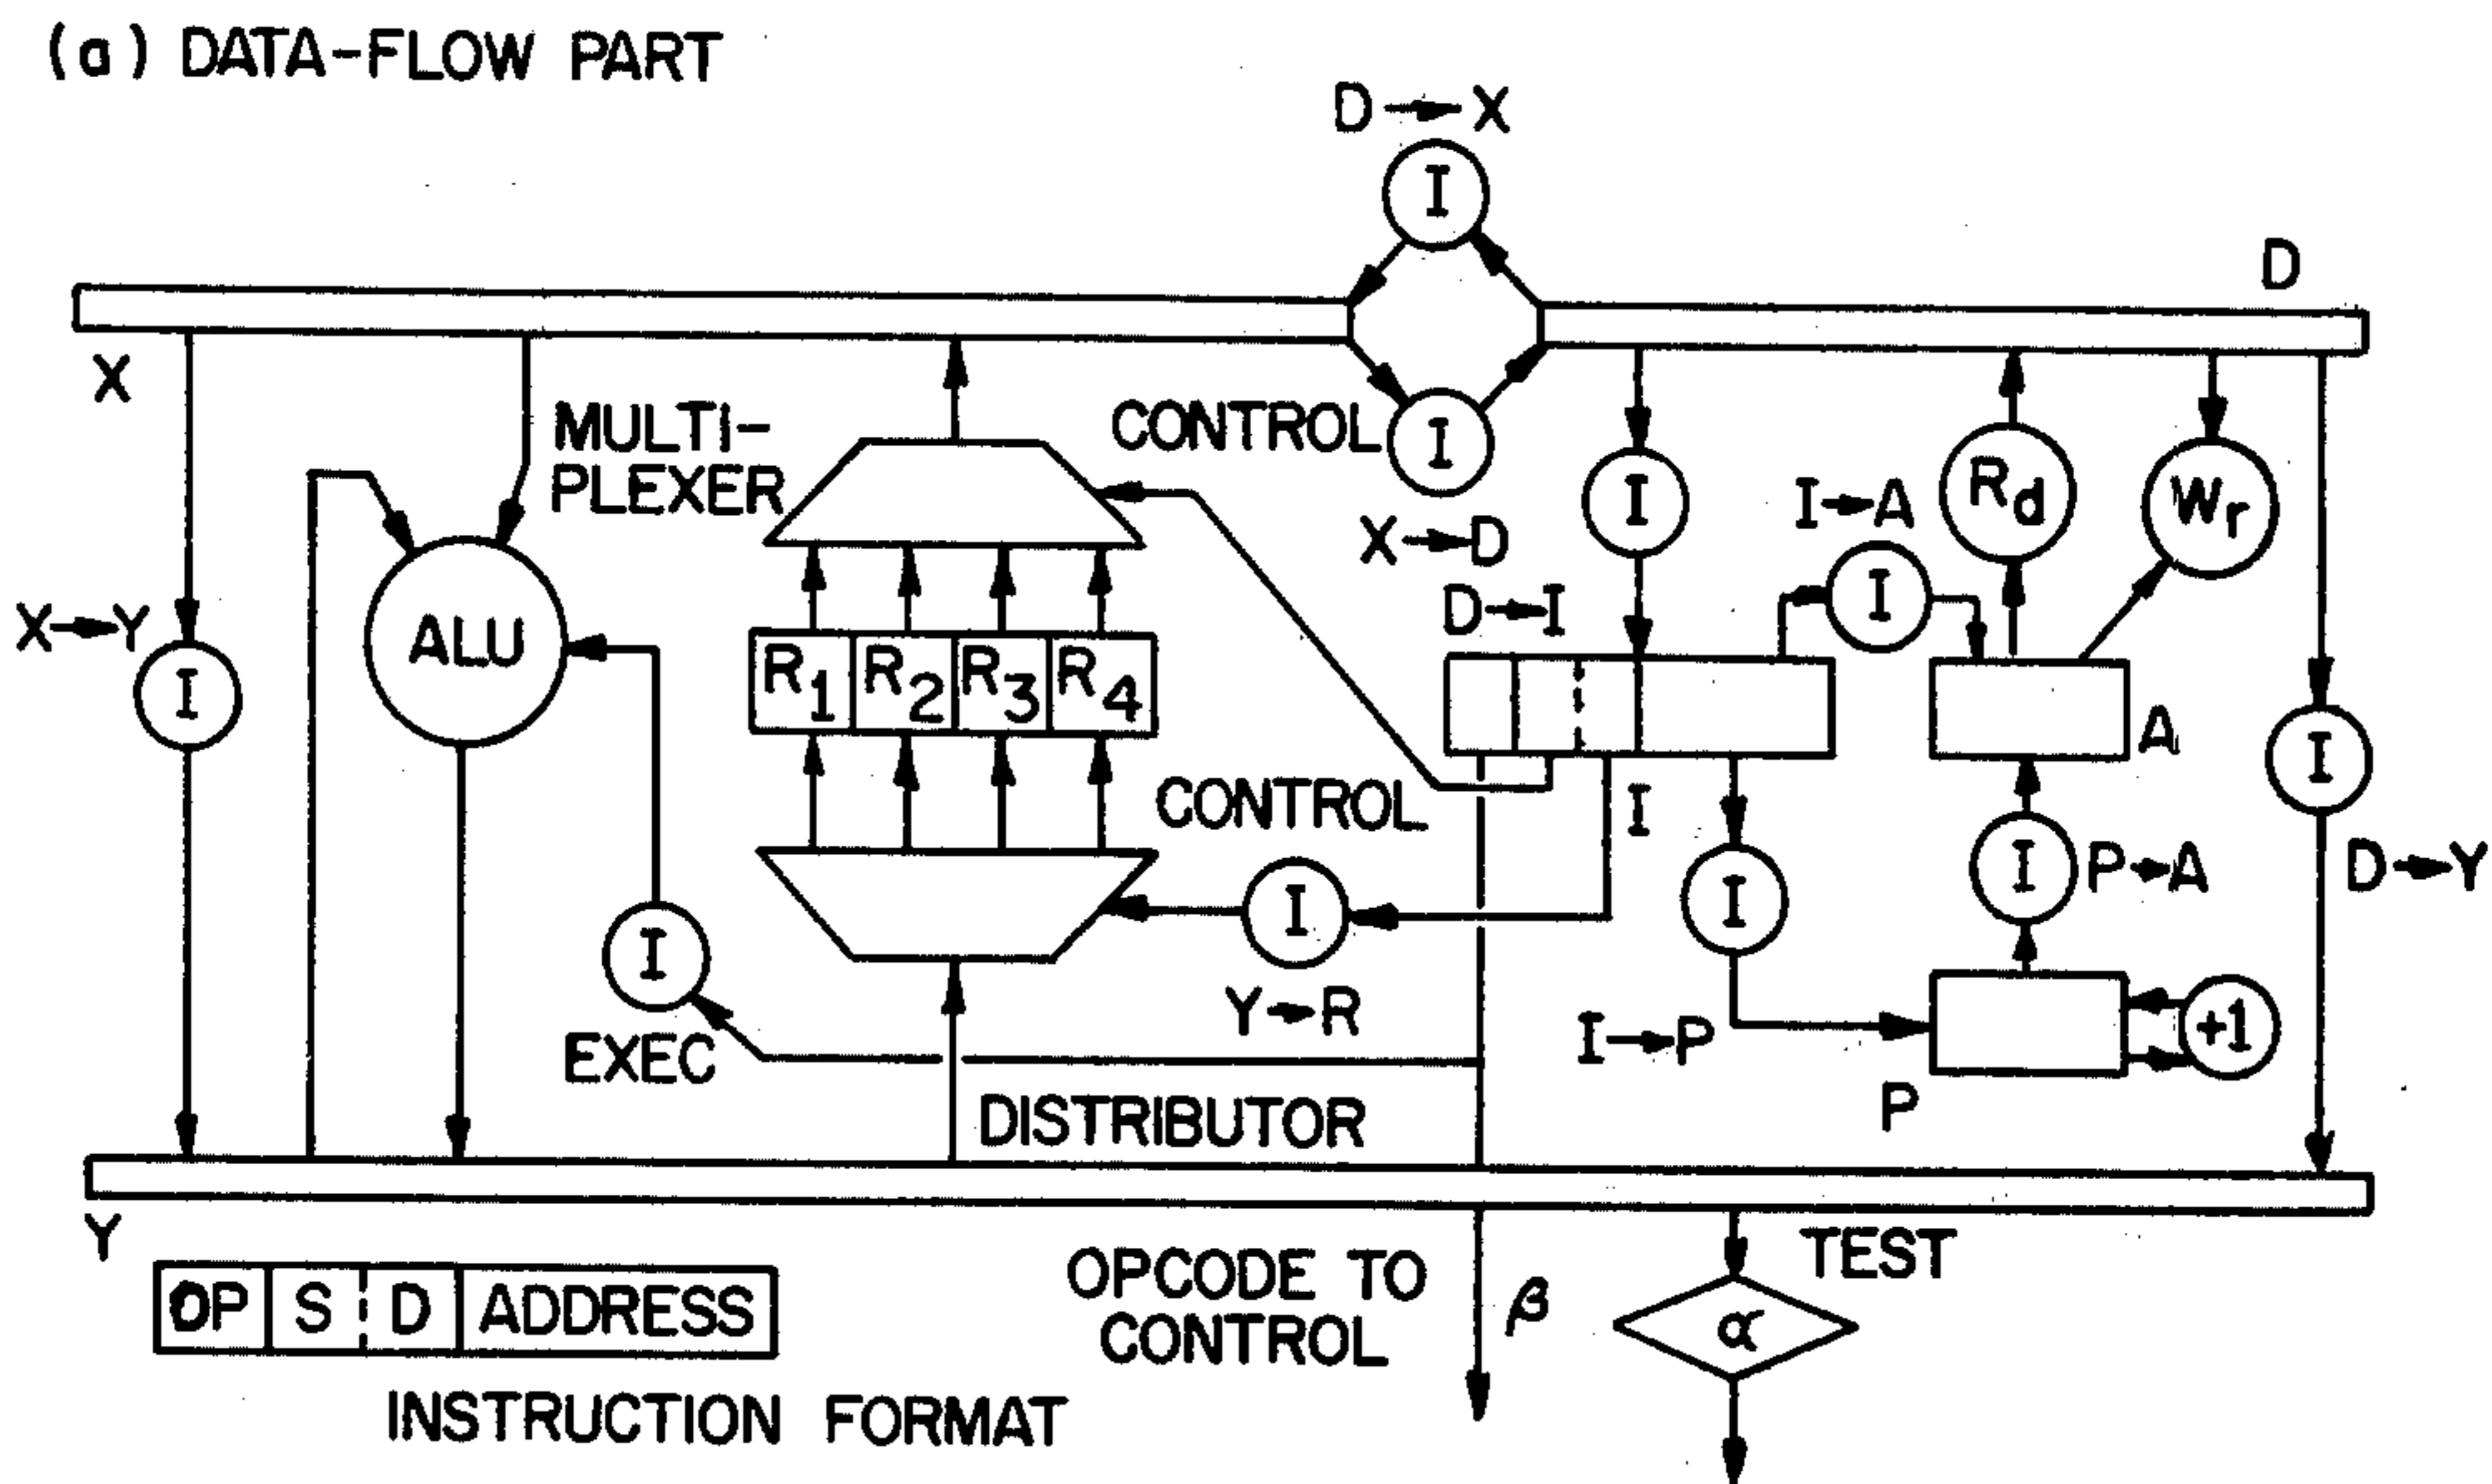 (a) DATA-FLOW PART
D→X
I
D
X
MULTI-
PLEXER
CONTROL
I
X→D
I
I→A
Rd
Wr
I
D→I
X→Y
I
ALU
R1 R2 R3 R4
A
I
CONTROL
I
I
P→A
D→Y
I
I
Y→R
I
EXEC
I→P
+1
P
DISTRIBUTOR
Y
OP S D ADDRESS
INSTRUCTION FORMAT
OPCODE TO
CONTROL
β
TEST
α